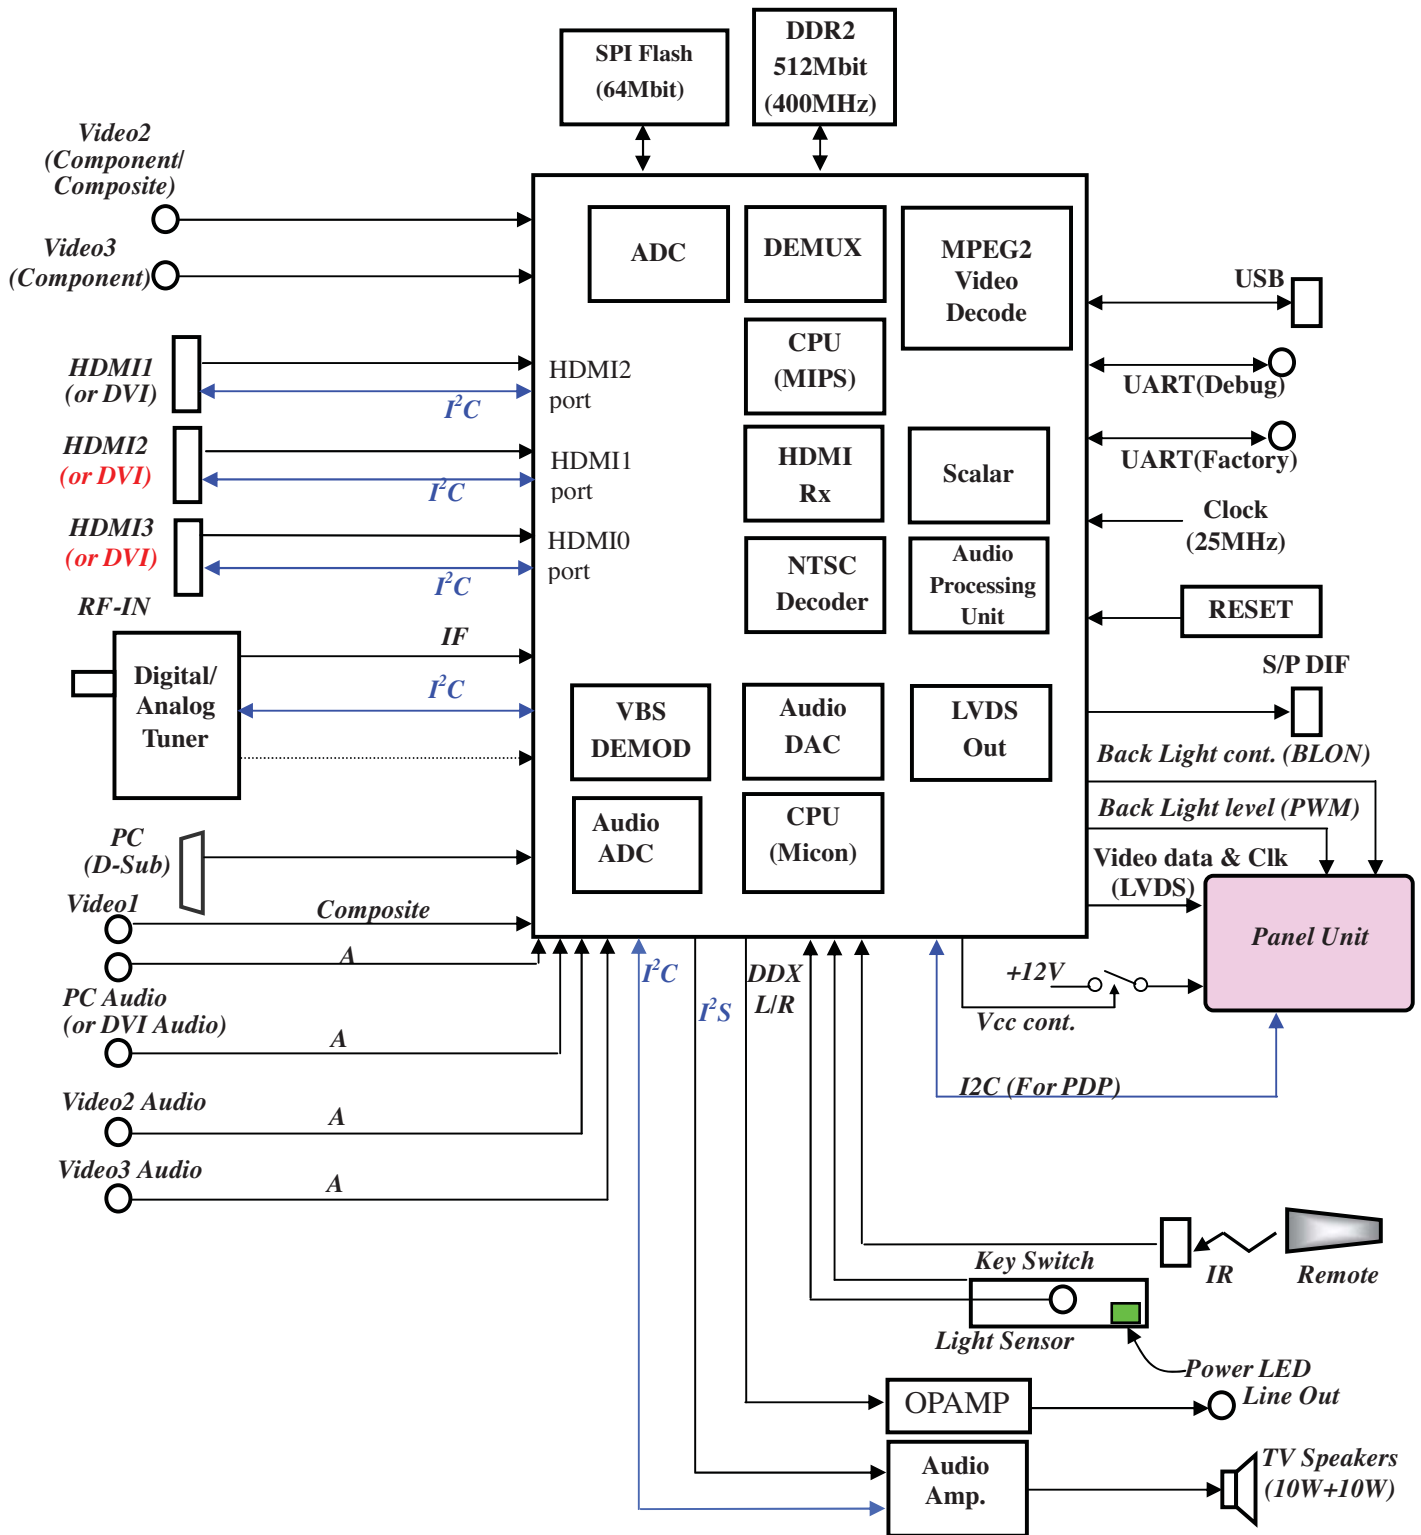 SPI Flash
(64Mbit)
DDR2
512Mbit
(400MHz)
Video2
(Component/
Composite)
Video3
(Component)
HDMI1
(or DVI)
I²C
HDMI2
port
HDMI2
(or DVI)
I²C
HDMI1
port
HDMI3
(or DVI)
I²C
HDMI0
port
RF-IN
Digital/
Analog
Tuner
IF
I²C
PC
(D-Sub)
Video1
Composite
A
PC Audio
(or DVI Audio)
A
Video2 Audio
A
Video3 Audio
A
ADC
DEMUX
MPEG2
Video
Decode
CPU
(MIPS)
HDMI
Rx
Scalar
NTSC
Decoder
Audio
Processing
Unit
VBS
DEMOD
Audio
DAC
LVDS
Out
Audio
ADC
CPU
(Micon)
USB
UART(Debug)
UART(Factory)
Clock
(25MHz)
RESET
S/P DIF
Back Light cont. (BLON)
Back Light level (PWM)
Video data & Clk
(LVDS)
Panel Unit
+12V
Vcc cont.
I2C (For PDP)
I²C
I²S
DDX
L/R
Key Switch
IR
Remote
Light Sensor
Power LED
OPAMP
Line Out
Audio
Amp.
TV Speakers
(10W+10W)